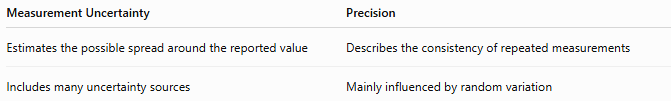 Measurement Uncertainty Precision
Estimates the possible spread around the reported value Describes the consistency of repeated measurements
Includes many uncertainty sources Mainly influenced by random variation